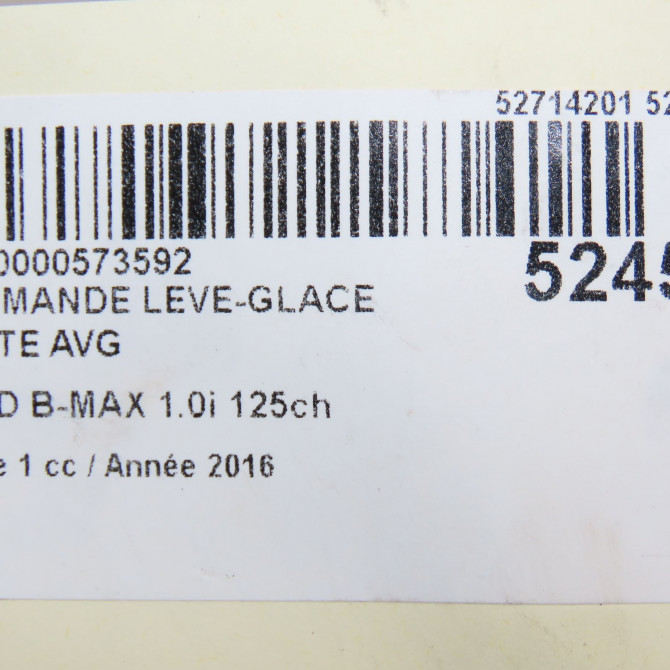 52714201 52
0000573592
5245
MANDE LEVE-GLACE
TE AVG
D B-MAX 1.0i 125ch
e 1 cc / Année 2016